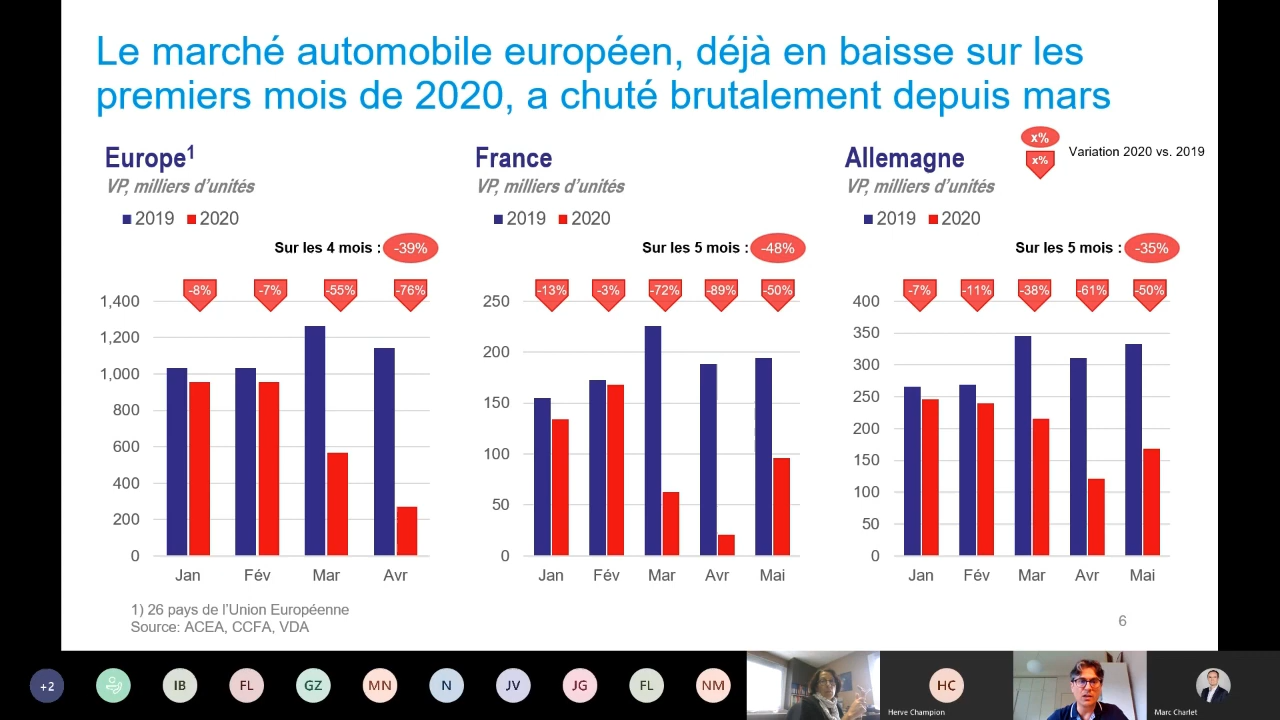 Le marché automobile européen, déjà en baisse sur les
premiers mois de 2020, a chuté brutalement depuis mars
x%
x%
Variation 2020 vs. 2019
Europe1
VP, milliers d'unités
2019 2020
Sur les 4 mois : -39%
-8% -7% -55% -76%
1,400
1,200
1,000
800
600
400
200
0
Jan Fév Mar Avr
France
VP, milliers d'unités
2019 2020
Sur les 5 mois : -48%
-13% -3% -72% -89% -50%
250
200
150
100
50
0
Jan Fév Mar Avr Mai
Allemagne
VP, milliers d'unités
2019 2020
Sur les 5 mois : -35%
-7% -11% -38% -61% -50%
400
350
300
250
200
150
100
50
0
Jan Fév Mar Avr Mai
1) 26 pays de l'Union Européenne
Source: ACEA, CCFA, VDA
6
+2 IB FL GZ MN N JV JG FL NM HC
Herve Champion
Marc Charlet